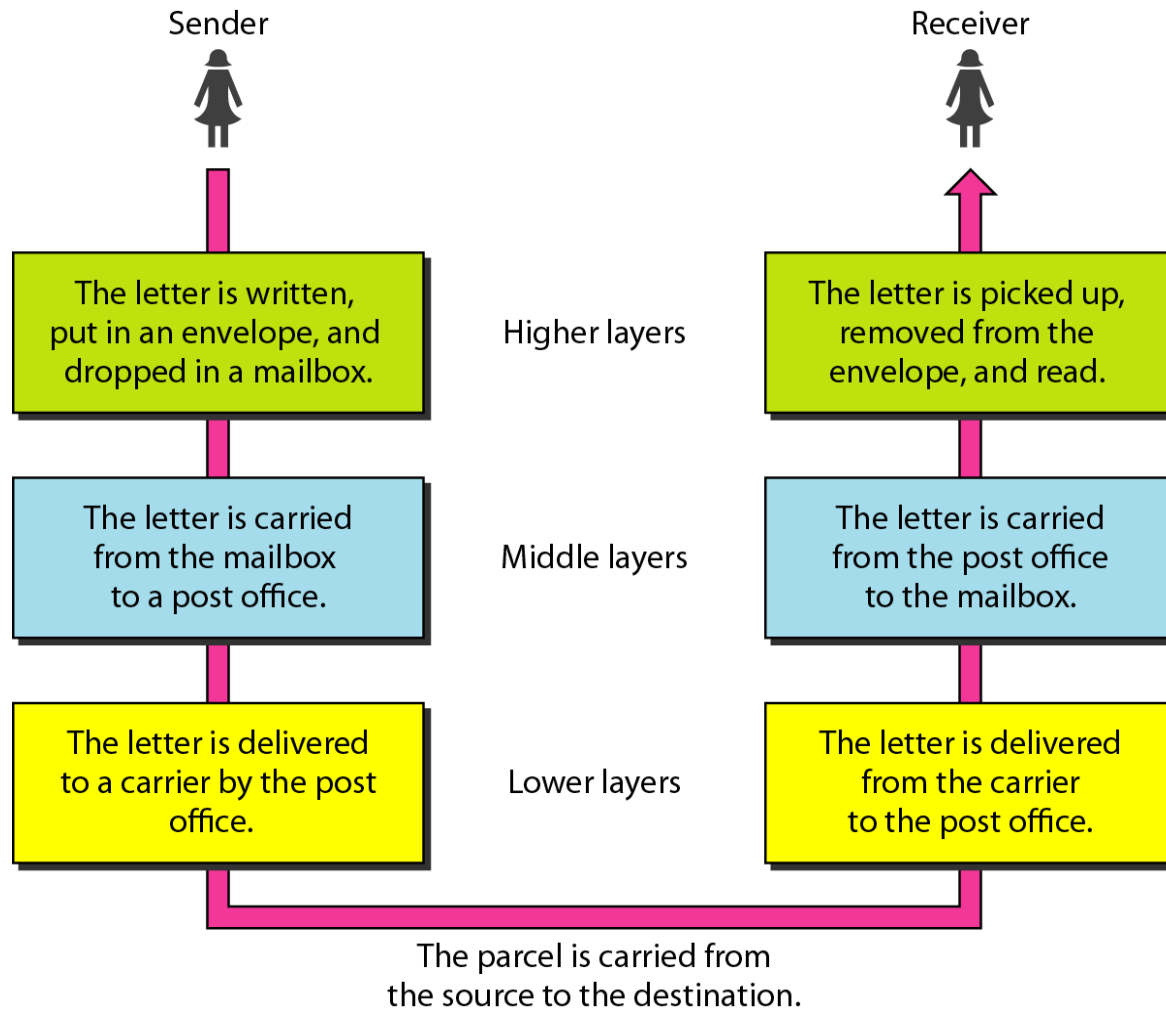 Sender
Receiver
The letter is written,
put in an envelope, and
dropped in a mailbox.
Higher layers
The letter is picked up,
removed from the
envelope, and read.
The letter is carried
from the mailbox
to a post office.
Middle layers
The letter is carried
from the post office
to the mailbox.
The letter is delivered
to a carrier by the post
office.
Lower layers
The letter is delivered
from the carrier
to the post office.
The parcel is carried from
the source to the destination.